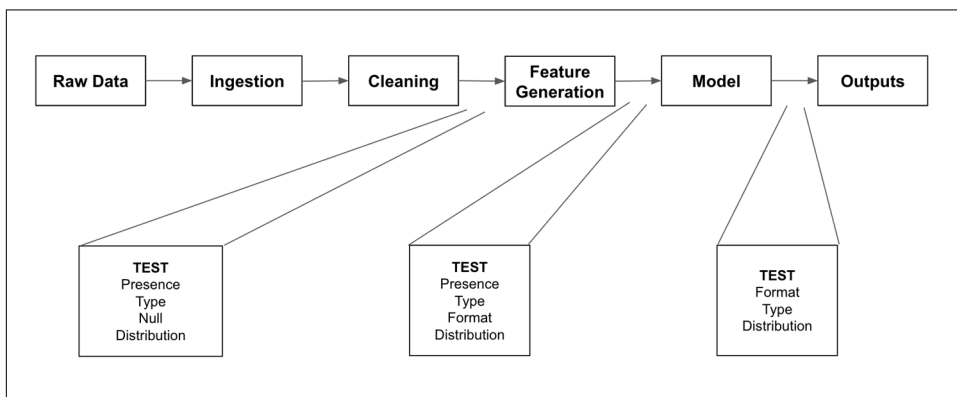 Raw Data
Ingestion
Cleaning
Feature
Generation
Model
Outputs
TEST
Presence
Type
Null
Distribution
TEST
Presence
Type
Format
Distribution
TEST
Format
Type
Distribution